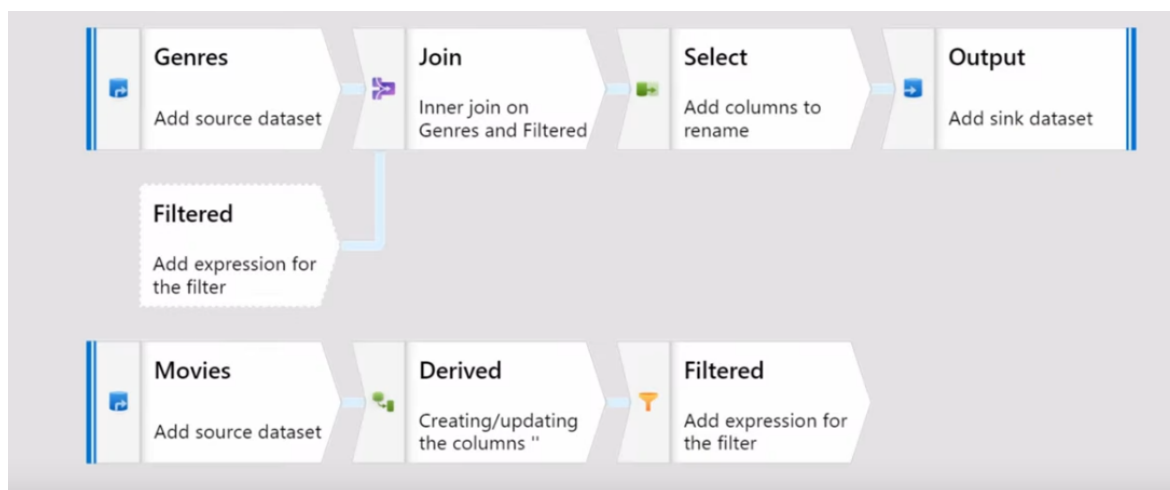 Genres
Add source dataset
Join
Inner join on
Genres and Filtered
Select
Add columns to
rename
Output
Add sink dataset
Filtered
Add expression for
the filter
Movies
Add source dataset
Derived
Creating/updating
the columns ''
Filtered
Add expression for
the filter